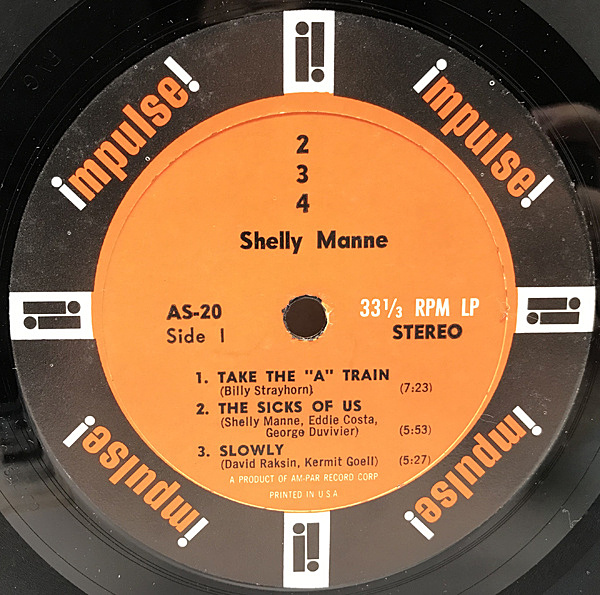 impulse!
impulse!
2
3
4
Shelly Manne
AS-20
Side 1
33 1/3 RPM LP
STEREO
1. TAKE THE "A" TRAIN
(Billy Strayhorn) (7:23)
2. THE SICKS OF US
(Shelly Manne, Eddie Costa,
George Duvivier) (5:53)
3. SLOWLY
(David Raksin, Kermit Goell) (5:27)
A PRODUCT OF AM-PAR RECORD CORP.
PRINTED IN U S A
impulse!
impulse!